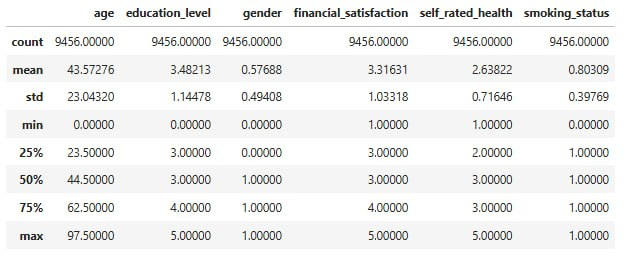 age education_level gender financial_satisfaction self_rated_health smoking_status
count 9456.00000 9456.00000 9456.00000 9456.00000 9456.00000 9456.00000
mean 43.57276 3.48213 0.57688 3.31631 2.63822 0.80309
std 23.04320 1.14478 0.49408 1.03318 0.71646 0.39769
min 0.00000 0.00000 0.00000 1.00000 1.00000 0.00000
25% 23.50000 3.00000 0.00000 3.00000 2.00000 1.00000
50% 44.50000 3.00000 1.00000 3.00000 3.00000 1.00000
75% 62.50000 4.00000 1.00000 4.00000 3.00000 1.00000
max 97.50000 5.00000 1.00000 5.00000 5.00000 1.00000